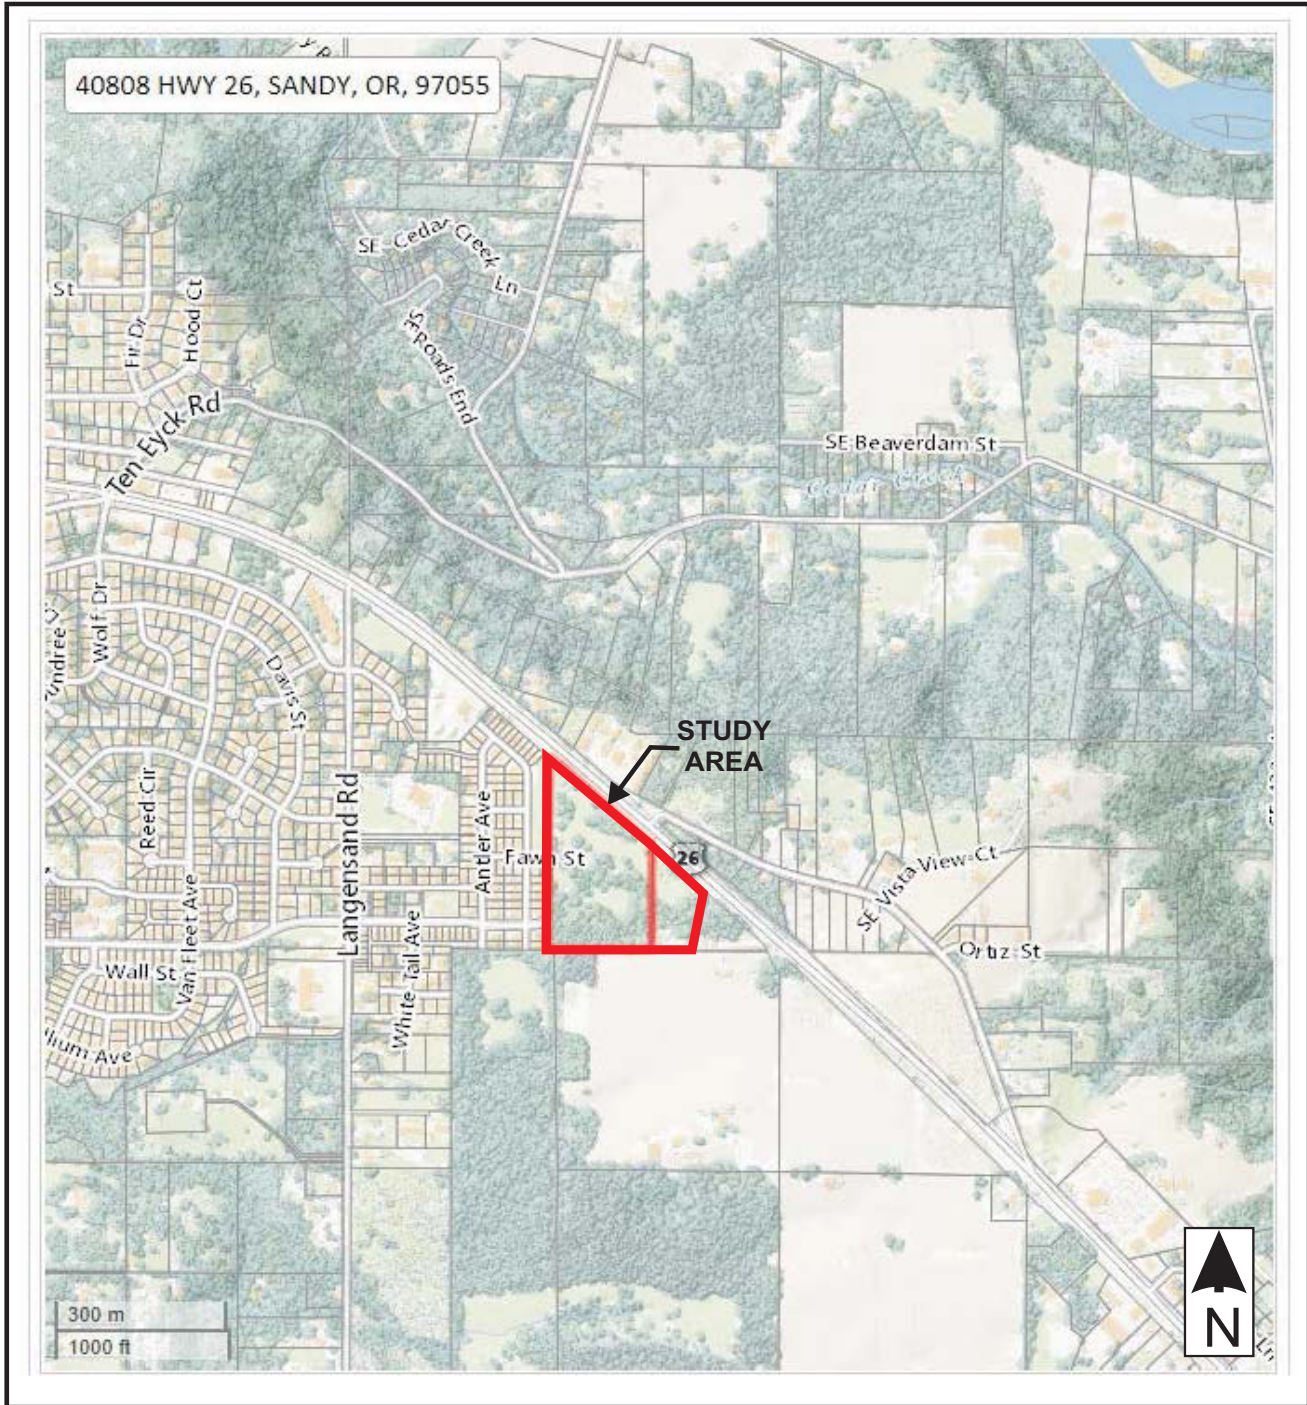 40808 HWY 26, SANDY, OR, 97055
SE Cedar Creek Ln
St
Fir Dr
Hood Ct
SE Roads End
Ten Eyck Rd
SE Beaverdam St
Cedar Creek
Wolf Dr
Davis St
STUDY
AREA
Reed Cir
Langensand Rd
Antler Ave
Fawn St
26
SE Vista View Ct
Van Fleet Ave
White Tail Ave
Ortiz St
Wall St
llium Ave
300 m
1000 ft
N
Ln